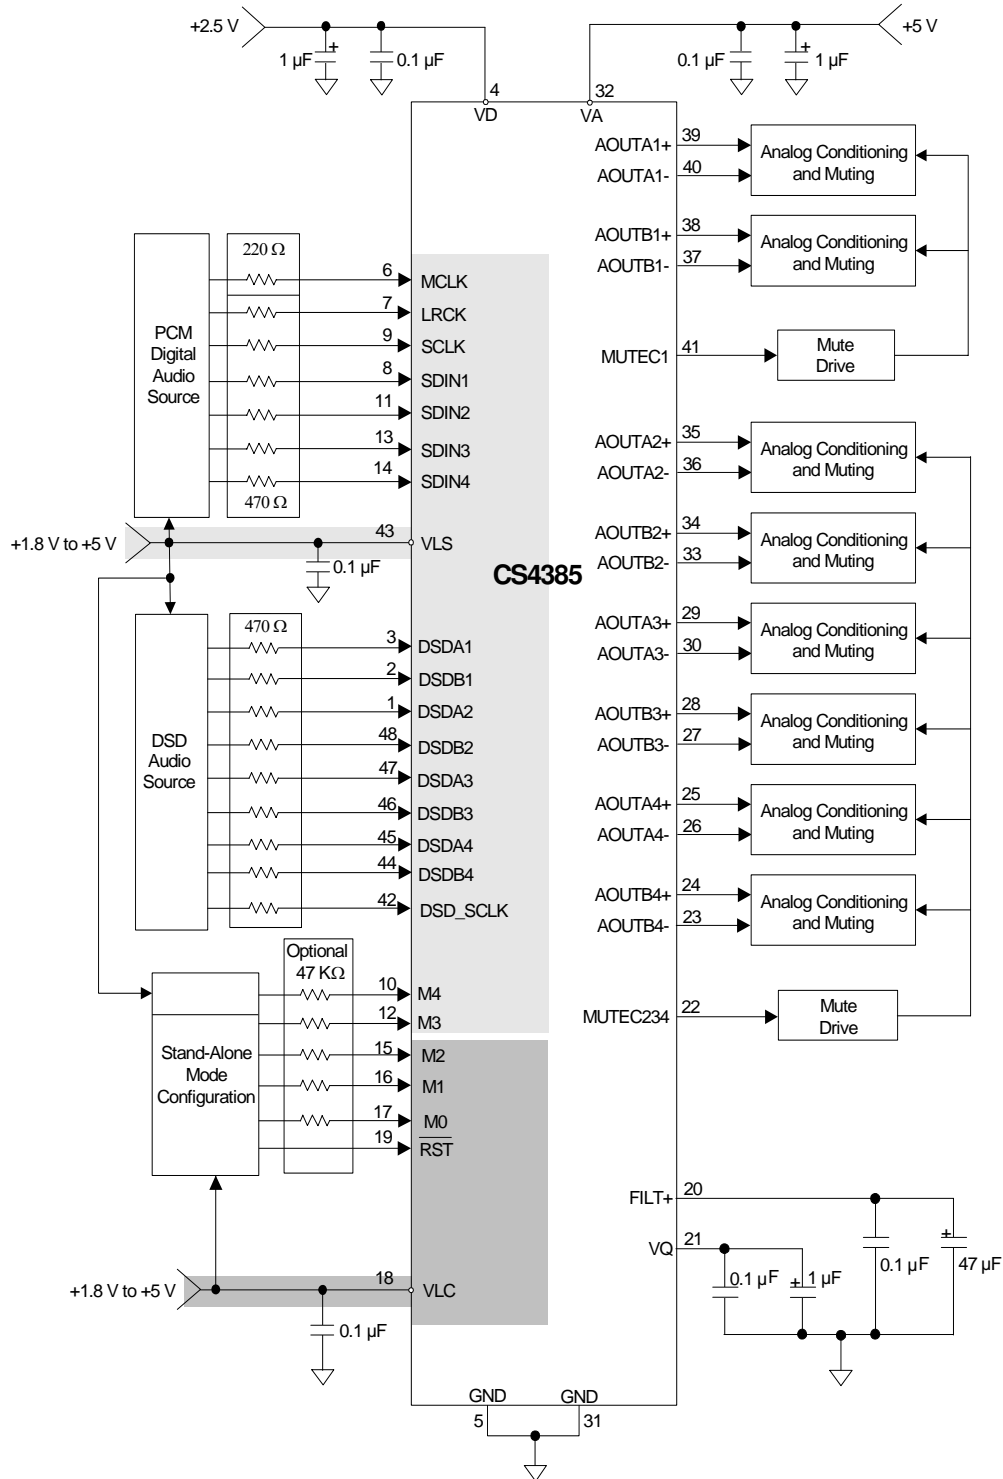 +2.5 V
1 µF
+
0.1 µF
+5 V
0.1 µF
+
1 µF
4
VD
32
VA
PCM
Digital
Audio
Source
220 Ω
470 Ω
6
MCLK
7
LRCK
9
SCLK
8
SDIN1
11
SDIN2
13
SDIN3
14
SDIN4
+1.8 V to +5 V
43
VLS
0.1 µF
CS4385
DSD
Audio
Source
470 Ω
3
DSDA1
2
DSDB1
1
DSDA2
48
DSDB2
47
DSDA3
46
DSDB3
45
DSDA4
44
DSDB4
42
DSD_SCLK
Optional
47 KΩ
Stand-Alone
Mode
Configuration
10
M4
12
M3
15
M2
16
M1
17
M0
19
RST
+1.8 V to +5 V
18
VLC
0.1 µF
AOUTA1+
39
AOUTA1-
40
Analog Conditioning
and Muting
AOUTB1+
38
AOUTB1-
37
Analog Conditioning
and Muting
MUTEC1
41
Mute
Drive
AOUTA2+
35
AOUTA2-
36
Analog Conditioning
and Muting
AOUTB2+
34
AOUTB2-
33
Analog Conditioning
and Muting
AOUTA3+
29
AOUTA3-
30
Analog Conditioning
and Muting
AOUTB3+
28
AOUTB3-
27
Analog Conditioning
and Muting
AOUTA4+
25
AOUTA4-
26
Analog Conditioning
and Muting
AOUTB4+
24
AOUTB4-
23
Analog Conditioning
and Muting
MUTEC234
22
Mute
Drive
FILT+
20
VQ
21
0.1 µF
+
1 µF
0.1 µF
+
47 µF
GND
5
GND
31